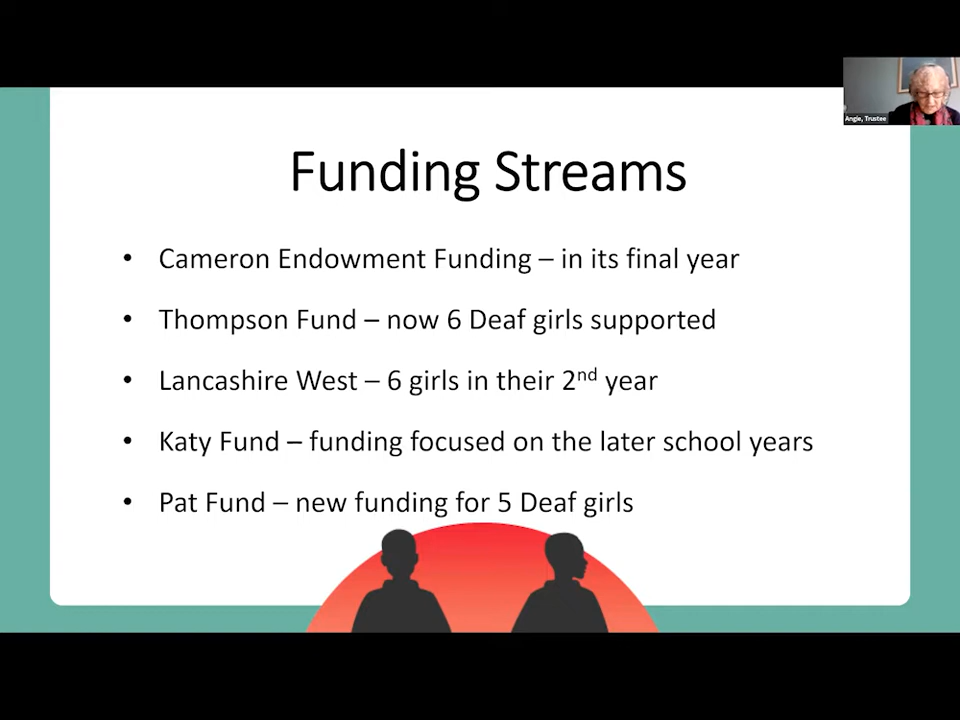 Angie, Trustee
Funding Streams
• Cameron Endowment Funding – in its final year
• Thompson Fund – now 6 Deaf girls supported
• Lancashire West – 6 girls in their 2nd year
• Katy Fund – funding focused on the later school years
• Pat Fund – new funding for 5 Deaf girls